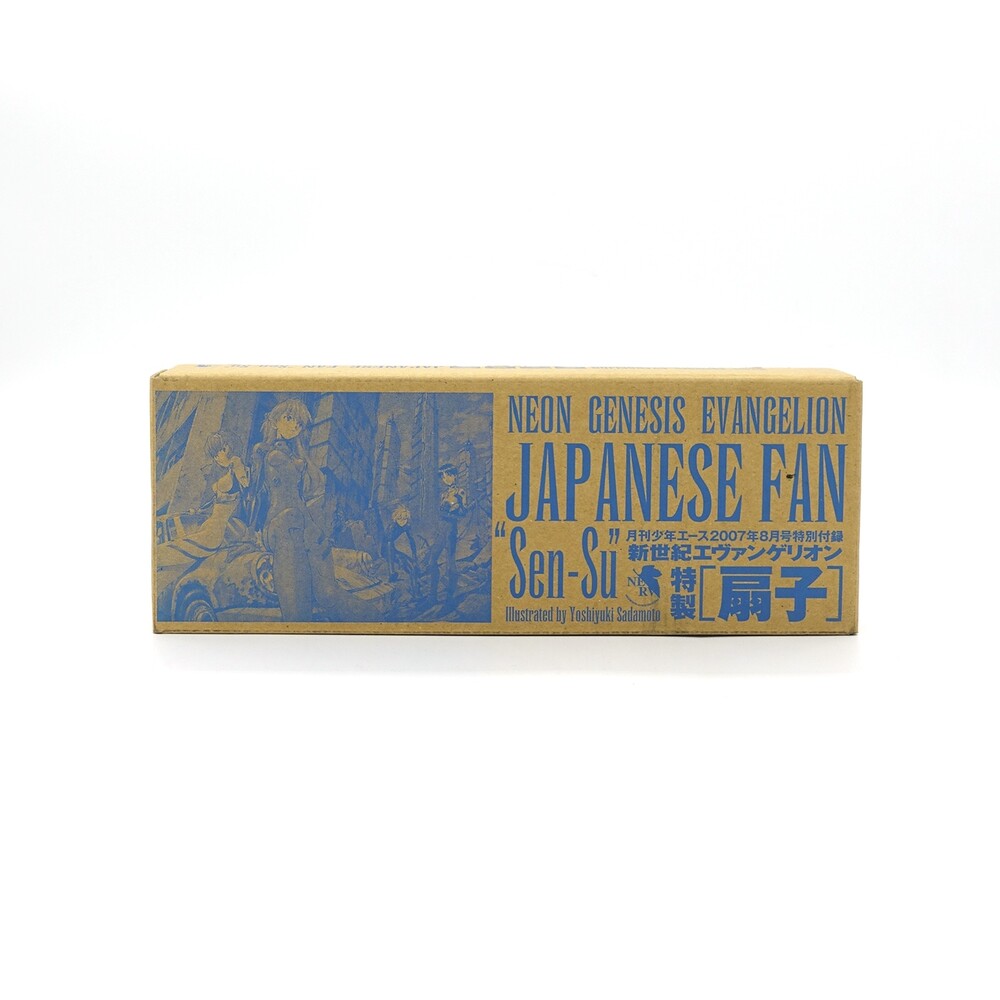 NEON GENESIS EVANGELION
JAPANESE FAN
"Sen-Su"
月刊少年エース2007年8月号特別付録
新世紀エヴァンゲリオン
特製[扇子]
NERV
Illustrated by Yoshiyuki Sadamoto